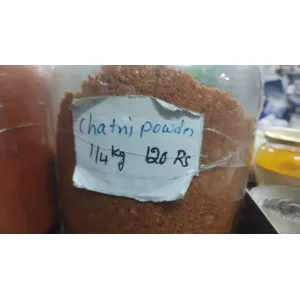 Chatni powder
1/4 kg 120 Rs